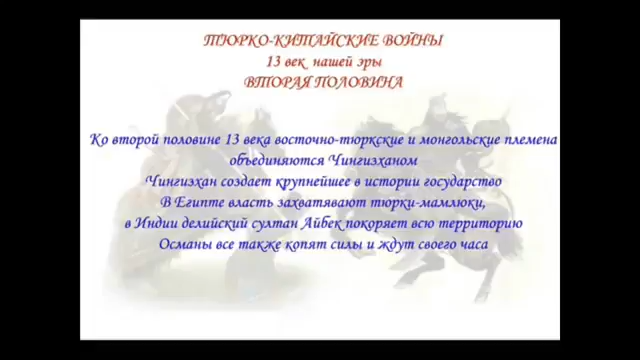 ТЮРКО-КИТАЙСКИЕ ВОЙНЫ
13 век нашей эры
ВТОРАЯ ПОЛОВИНА
Ко второй половине 13 века восточно-тюркские и монгольские племена
объединяются Чингизханом
Чингизхан создает крупнейшее в истории государство
В Египте власть захватявают тюрки-мамлюки,
в Индии делийский султан Айбек покоряет всю территорию
Османы все также копят силы и ждут своего часа